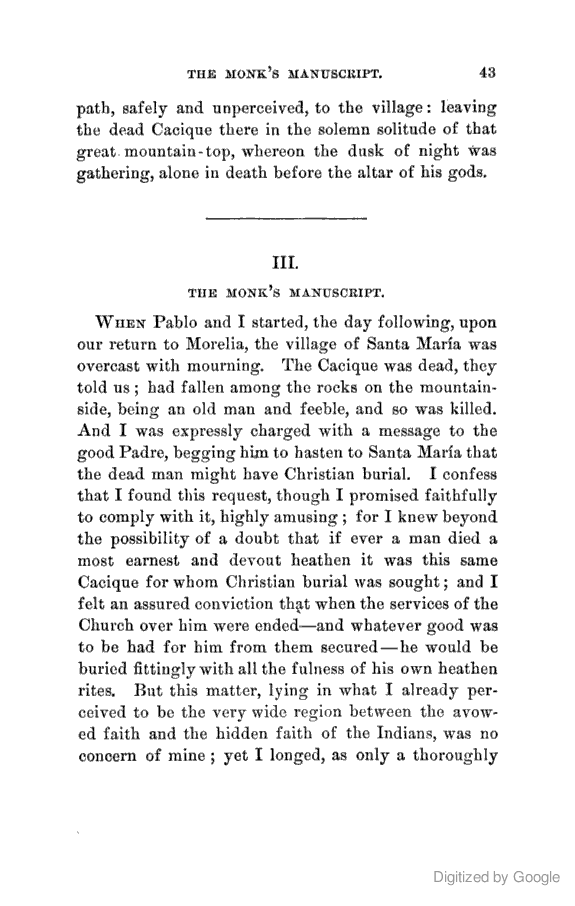 THE MONK'S MANUSCRIPT. 43
path, safely and unperceived, to the village: leaving
the dead Cacique there in the solemn solitude of that
great mountain-top, whereon the dusk of night was
gathering, alone in death before the altar of his gods.
III.
THE MONK'S MANUSCRIPT.
WHEN Pablo and I started, the day following, upon
our return to Morelia, the village of Santa María was
overcast with mourning. The Cacique was dead, they
told us; had fallen among the rocks on the mountain-
side, being an old man and feeble, and so was killed.
And I was expressly charged with a message to the
good Padre, begging him to hasten to Santa María that
the dead man might have Christian burial. I confess
that I found this request, though I promised faithfully
to comply with it, highly amusing; for I knew beyond
the possibility of a doubt that if ever a man died a
most earnest and devout heathen it was this same
Cacique for whom Christian burial was sought; and I
felt an assured conviction that when the services of the
Church over him were ended—and whatever good was
to be had for him from them secured—he would be
buried fittingly with all the fulness of his own heathen
rites. But this matter, lying in what I already per-
ceived to be the very wide region between the avow-
ed faith and the hidden faith of the Indians, was no
concern of mine; yet I longed, as only a thoroughly
Digitized by Google